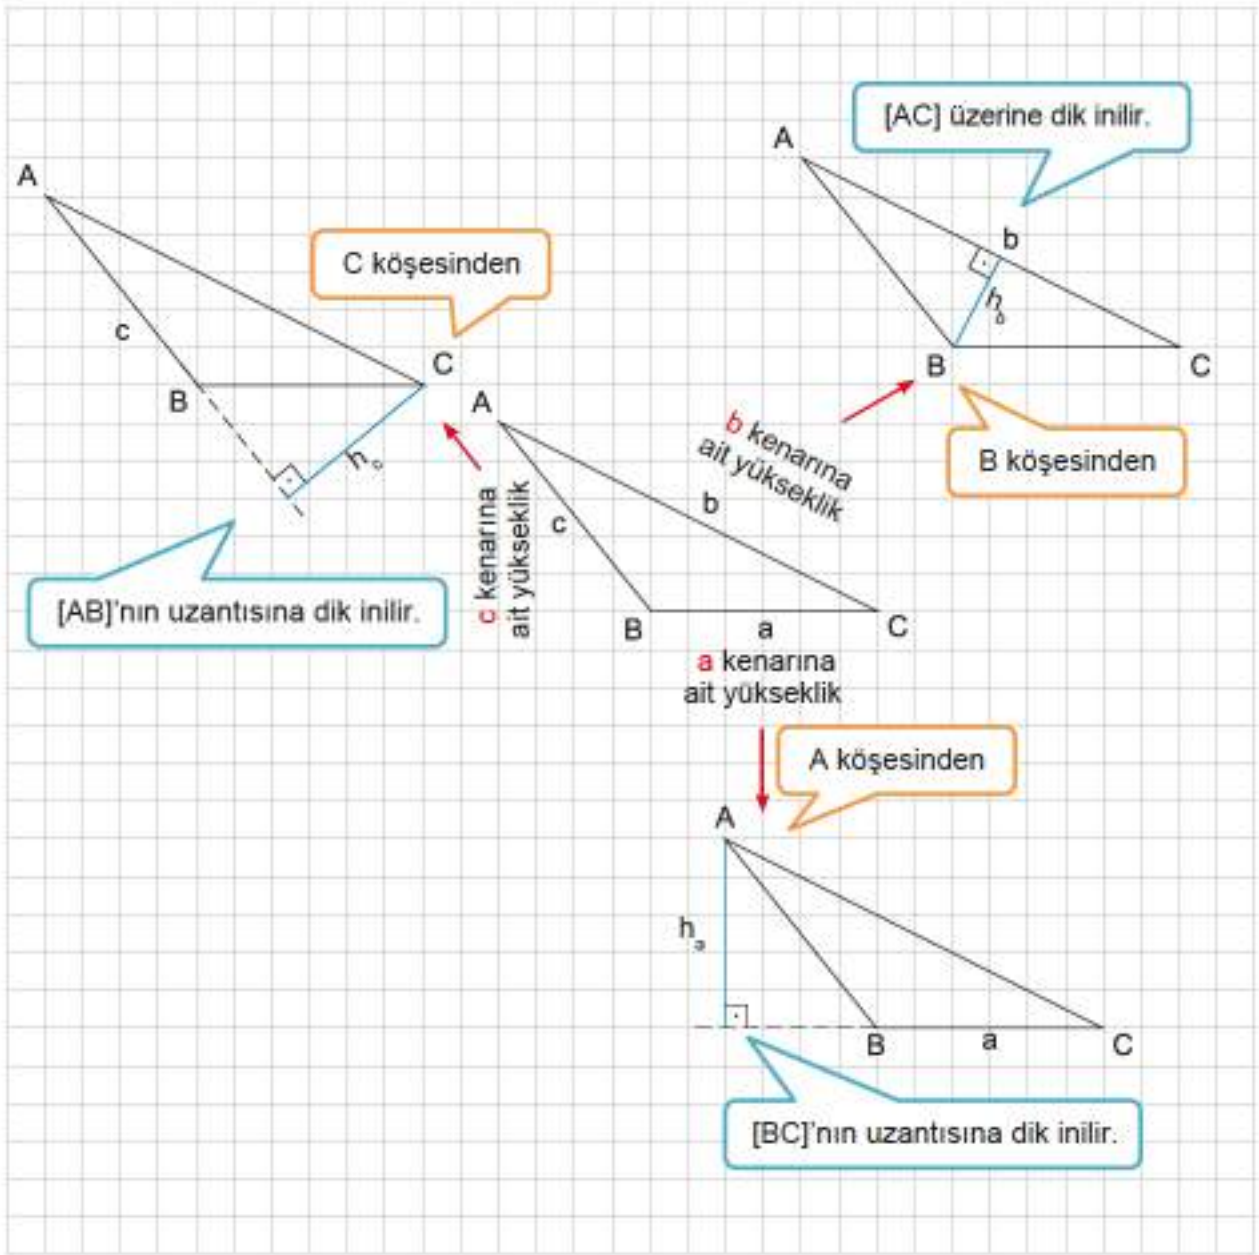 [AC] üzerine dik inilir.
A
b
h
b
B
C
B köşesinden
A
C köşesinden
c
B
C
h
c
[AB]'nın uzantısına dik inilir.
c kenarına
ait yükseklik
b kenarına
ait yükseklik
A
c
b
B
a
C
a kenarına
ait yükseklik
A köşesinden
A
h
a
B
a
C
[BC]'nın uzantısına dik inilir.